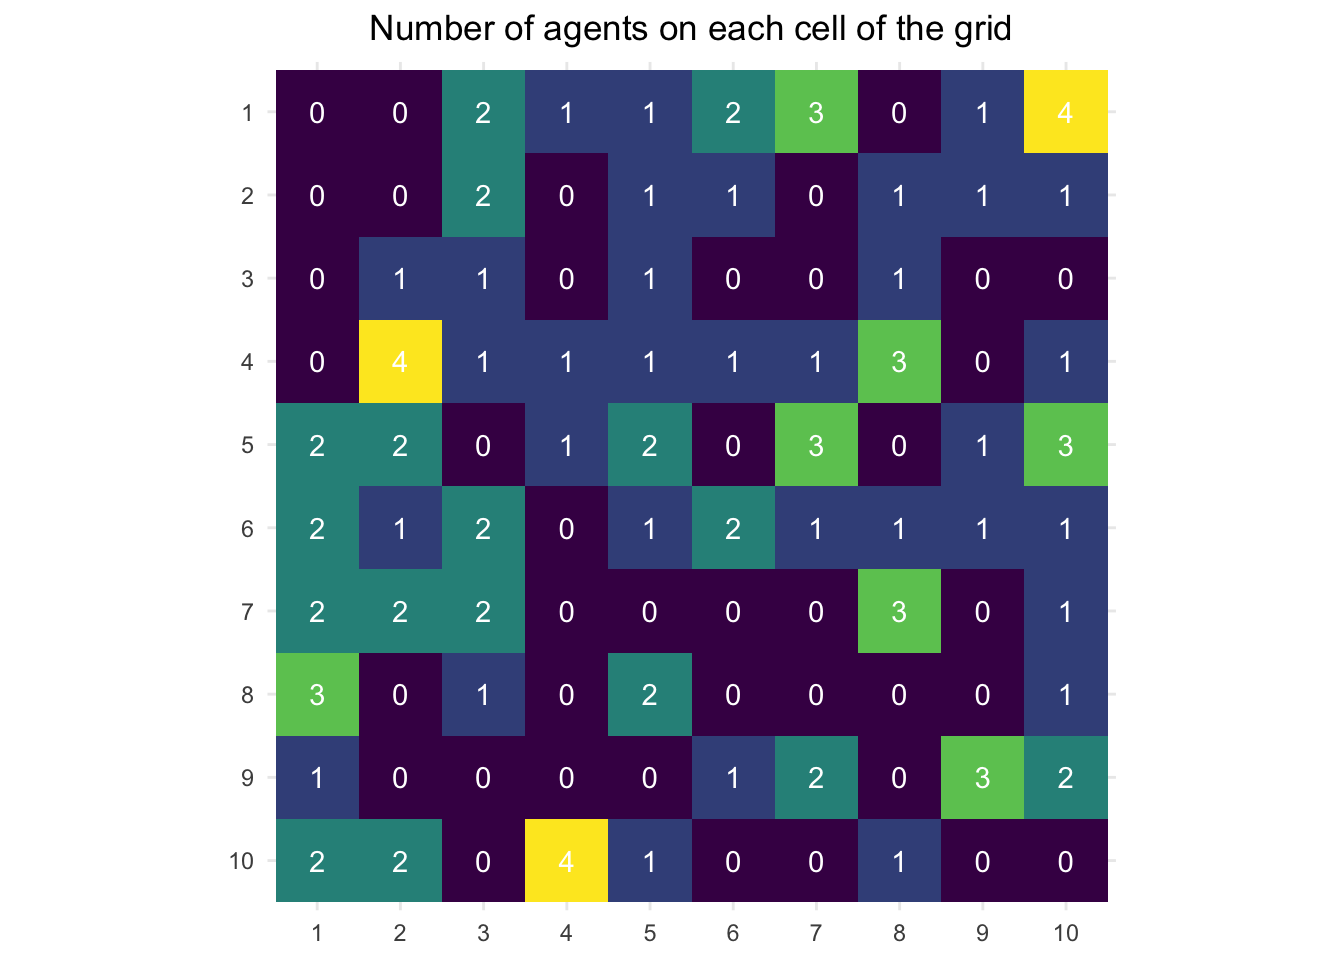 Number of agents on each cell of the grid
1 0 0 2 1 1 2 3 0 1 4
2 0 0 2 0 1 1 0 1 1 1
3 0 1 1 0 1 0 0 1 0 0
4 0 4 1 1 1 1 1 3 0 1
5 2 2 0 1 2 0 3 0 1 3
6 2 1 2 0 1 2 1 1 1 1
7 2 2 2 0 0 0 0 3 0 1
8 3 0 1 0 2 0 0 0 0 1
9 1 0 0 0 0 1 2 0 3 2
10 2 2 0 4 1 0 0 1 0 0
1 2 3 4 5 6 7 8 9 10